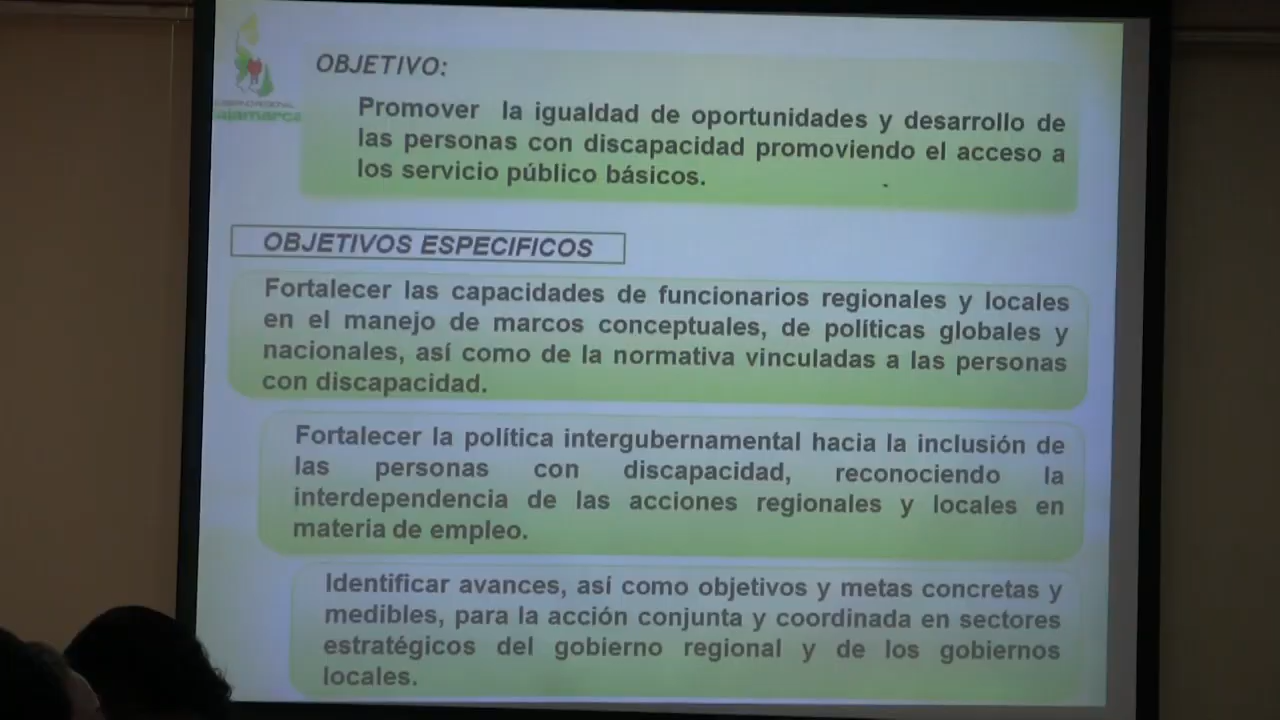 OBJETIVO:
Promover la igualdad de oportunidades y desarrollo de
las personas con discapacidad promoviendo el acceso a
los servicio público básicos.
OBJETIVOS ESPECIFICOS
Fortalecer las capacidades de funcionarios regionales y locales
en el manejo de marcos conceptuales, de políticas globales y
nacionales, así como de la normativa vinculadas a las personas
con discapacidad.
Fortalecer la política intergubernamental hacia la inclusión de
las personas con discapacidad, reconociendo la
interdependencia de las acciones regionales y locales en
materia de empleo.
Identificar avances, así como objetivos y metas concretas y
medibles, para la acción conjunta y coordinada en sectores
estratégicos del gobierno regional y de los gobiernos
locales.